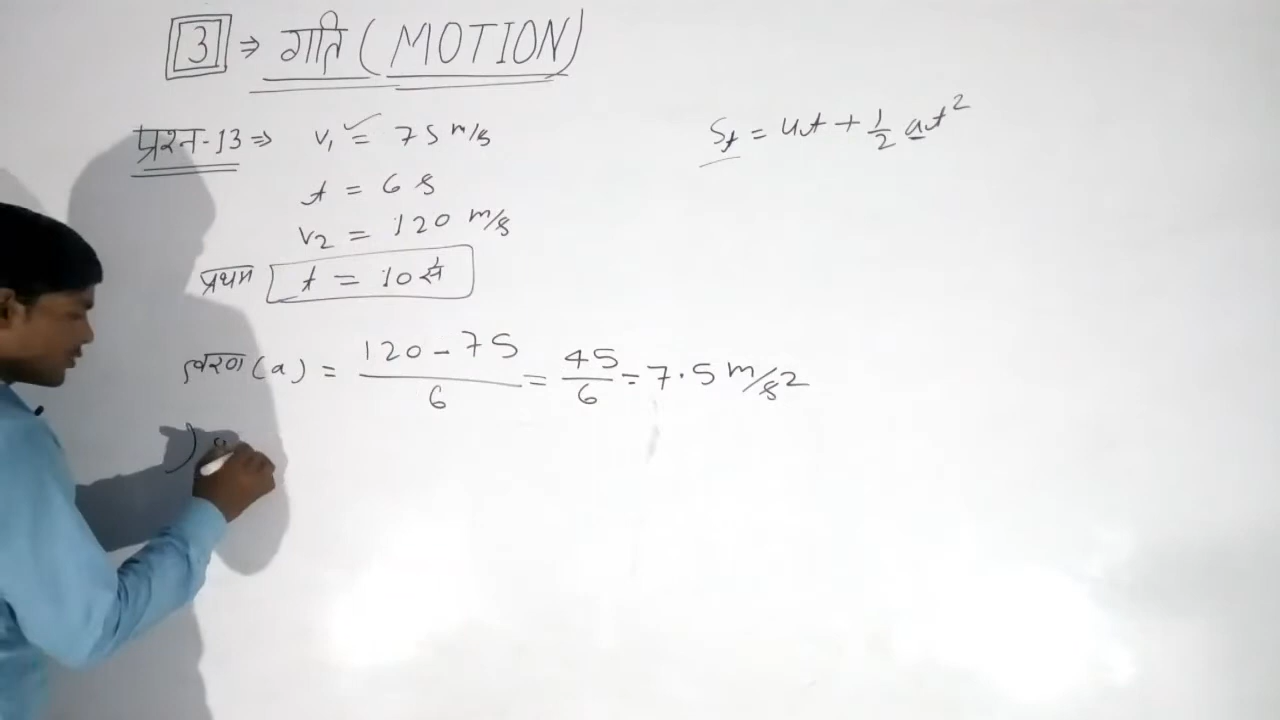 3 ⇒ गति (MOTION)
प्रश्न-13 ⇒ v₁ = 75 m/s
S_t = ut + 1/2 at²
t = 6 s
v₂ = 120 m/s
प्रथम t = 10 से
त्वरण (a) = 120 - 75 / 6 = 45/6 = 7.5 m/s²
)